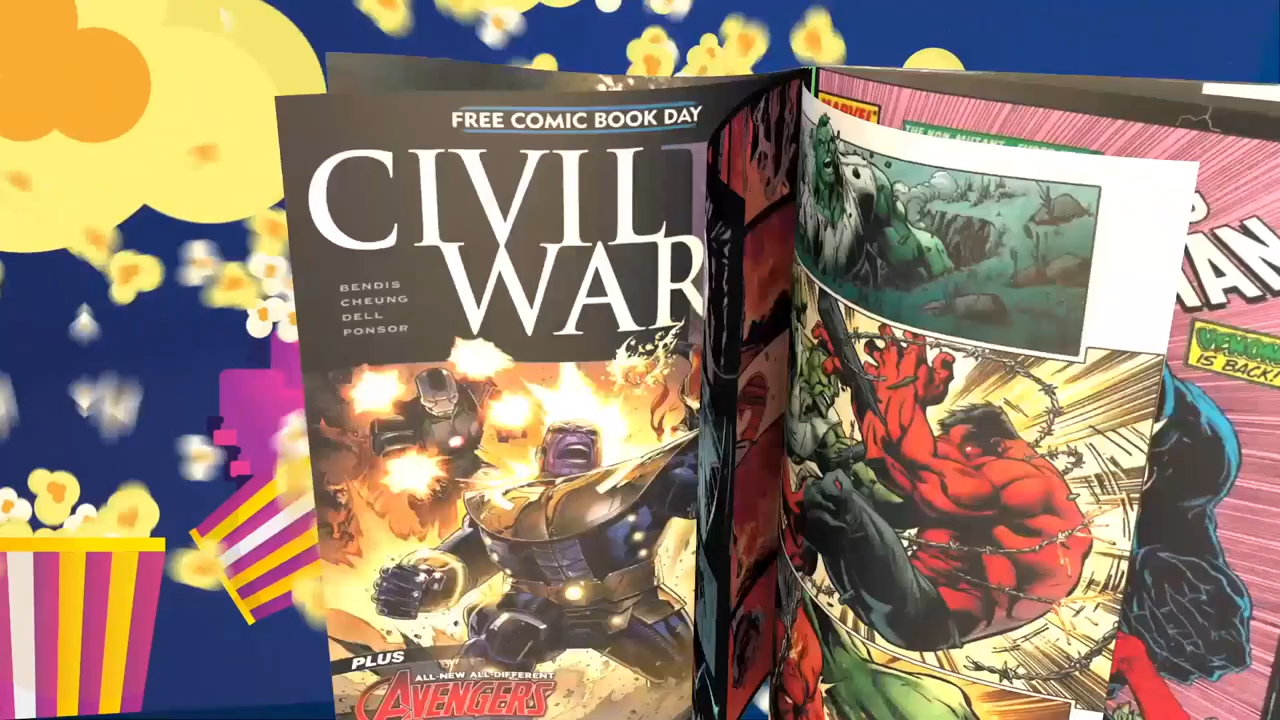 FREE COMIC BOOK DAY
CIVIL
WAR
BENDIS
CHEUNG
DELL
PONSOR
PLUS
ALL-NEW ALL-DIFFERENT
AVENGERS
MARVEL
THE NON-MUTANT
VENOM
IS BACK!